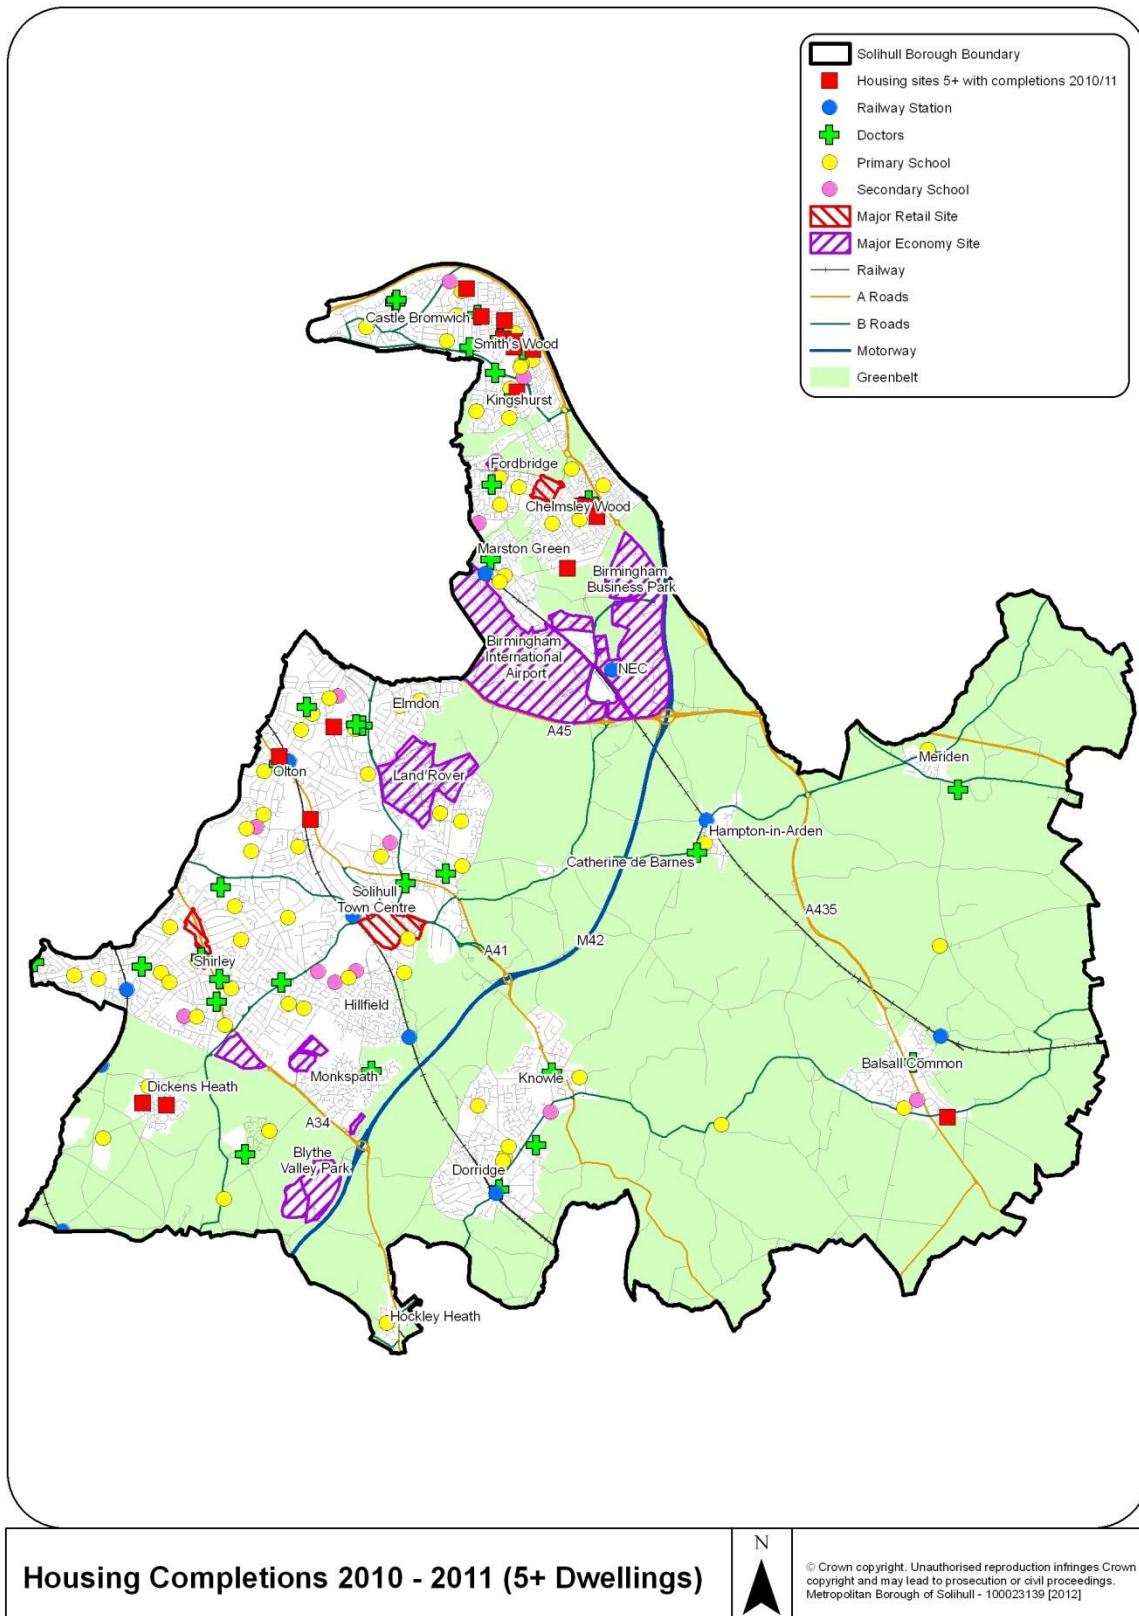 Solihull Borough Boundary
Housing sites 5+ with completions 2010/11
Railway Station
Doctors
Primary School
Secondary School
Major Retail Site
Major Economy Site
Railway
A Roads
B Roads
Motorway
Greenbelt
Castle Bromwich
Smith's Wood
Kingshurst
Fordbridge
Chelmsley Wood
Marston Green
Birmingham
Business Park
Birmingham
International
Airport
NEC
Elmdon
A45
Meriden
Olton
Land Rover
Hampton-in-Arden
Catherine de Barnes
Solihull
Town Centre
A435
A41
M42
Shirley
Hillfield
Balsall Common
Knowle
Monkspath
Dickens Heath
A34
Blythe
Valley Park
Dorridge
Hockley Heath
Housing Completions 2010 - 2011 (5+ Dwellings)
N
© Crown copyright. Unauthorised reproduction infringes Crown
copyright and may lead to prosecution or civil proceedings.
Metropolitan Borough of Solihull - 100023139 [2012]